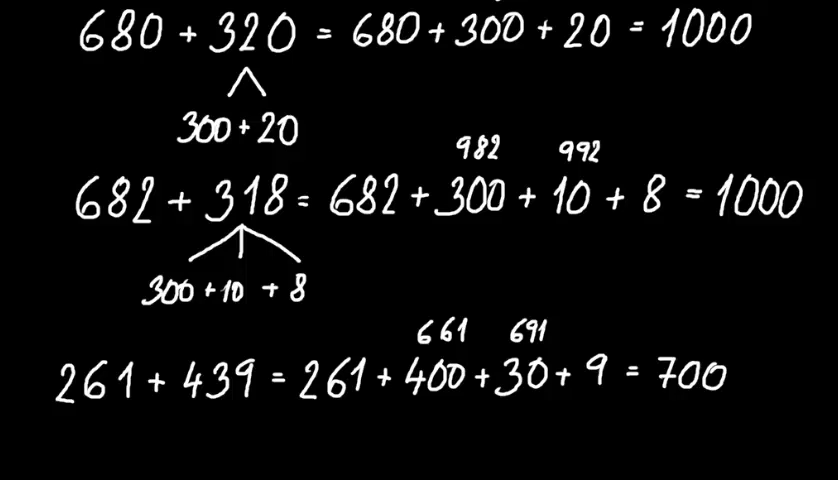 680 + 320 = 680 + 300 + 20 = 1000
300 + 20
982 992
682 + 318 = 682 + 300 + 10 + 8 = 1000
300 + 10 + 8
661 691
261 + 439 = 261 + 400 + 30 + 9 = 700